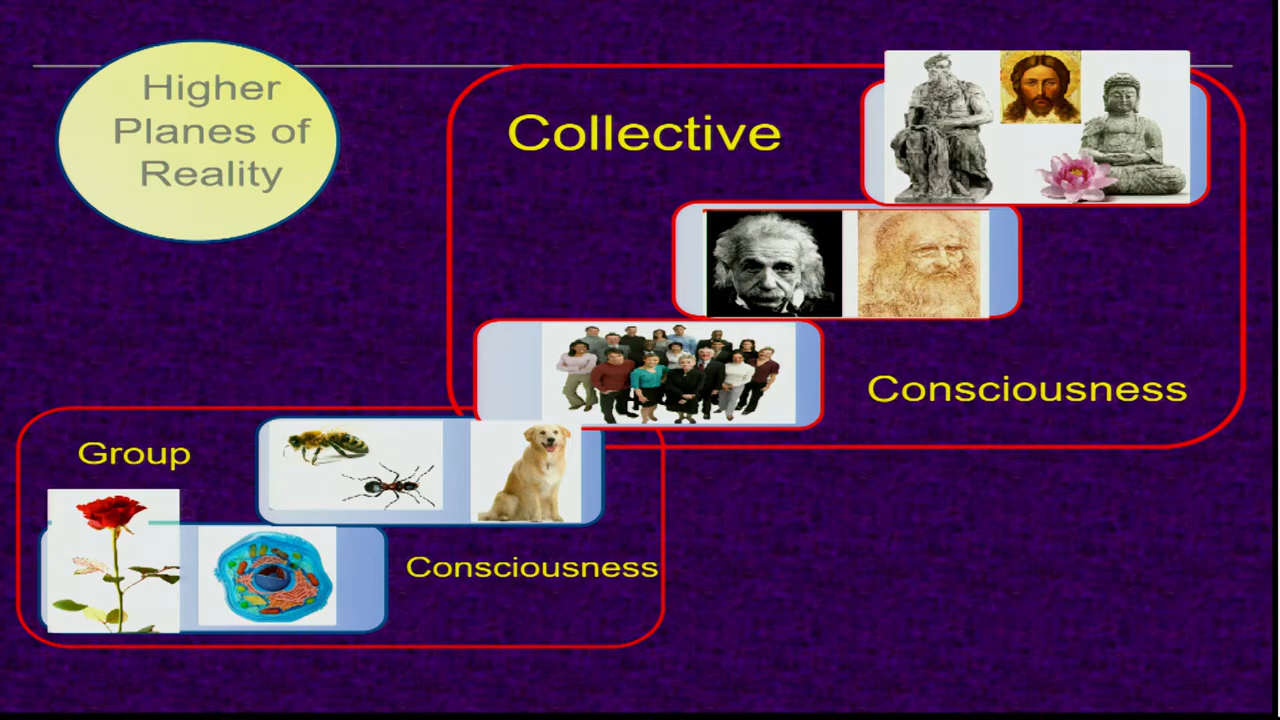 Higher
Planes of
Reality
Collective
Consciousness
Group
Consciousness